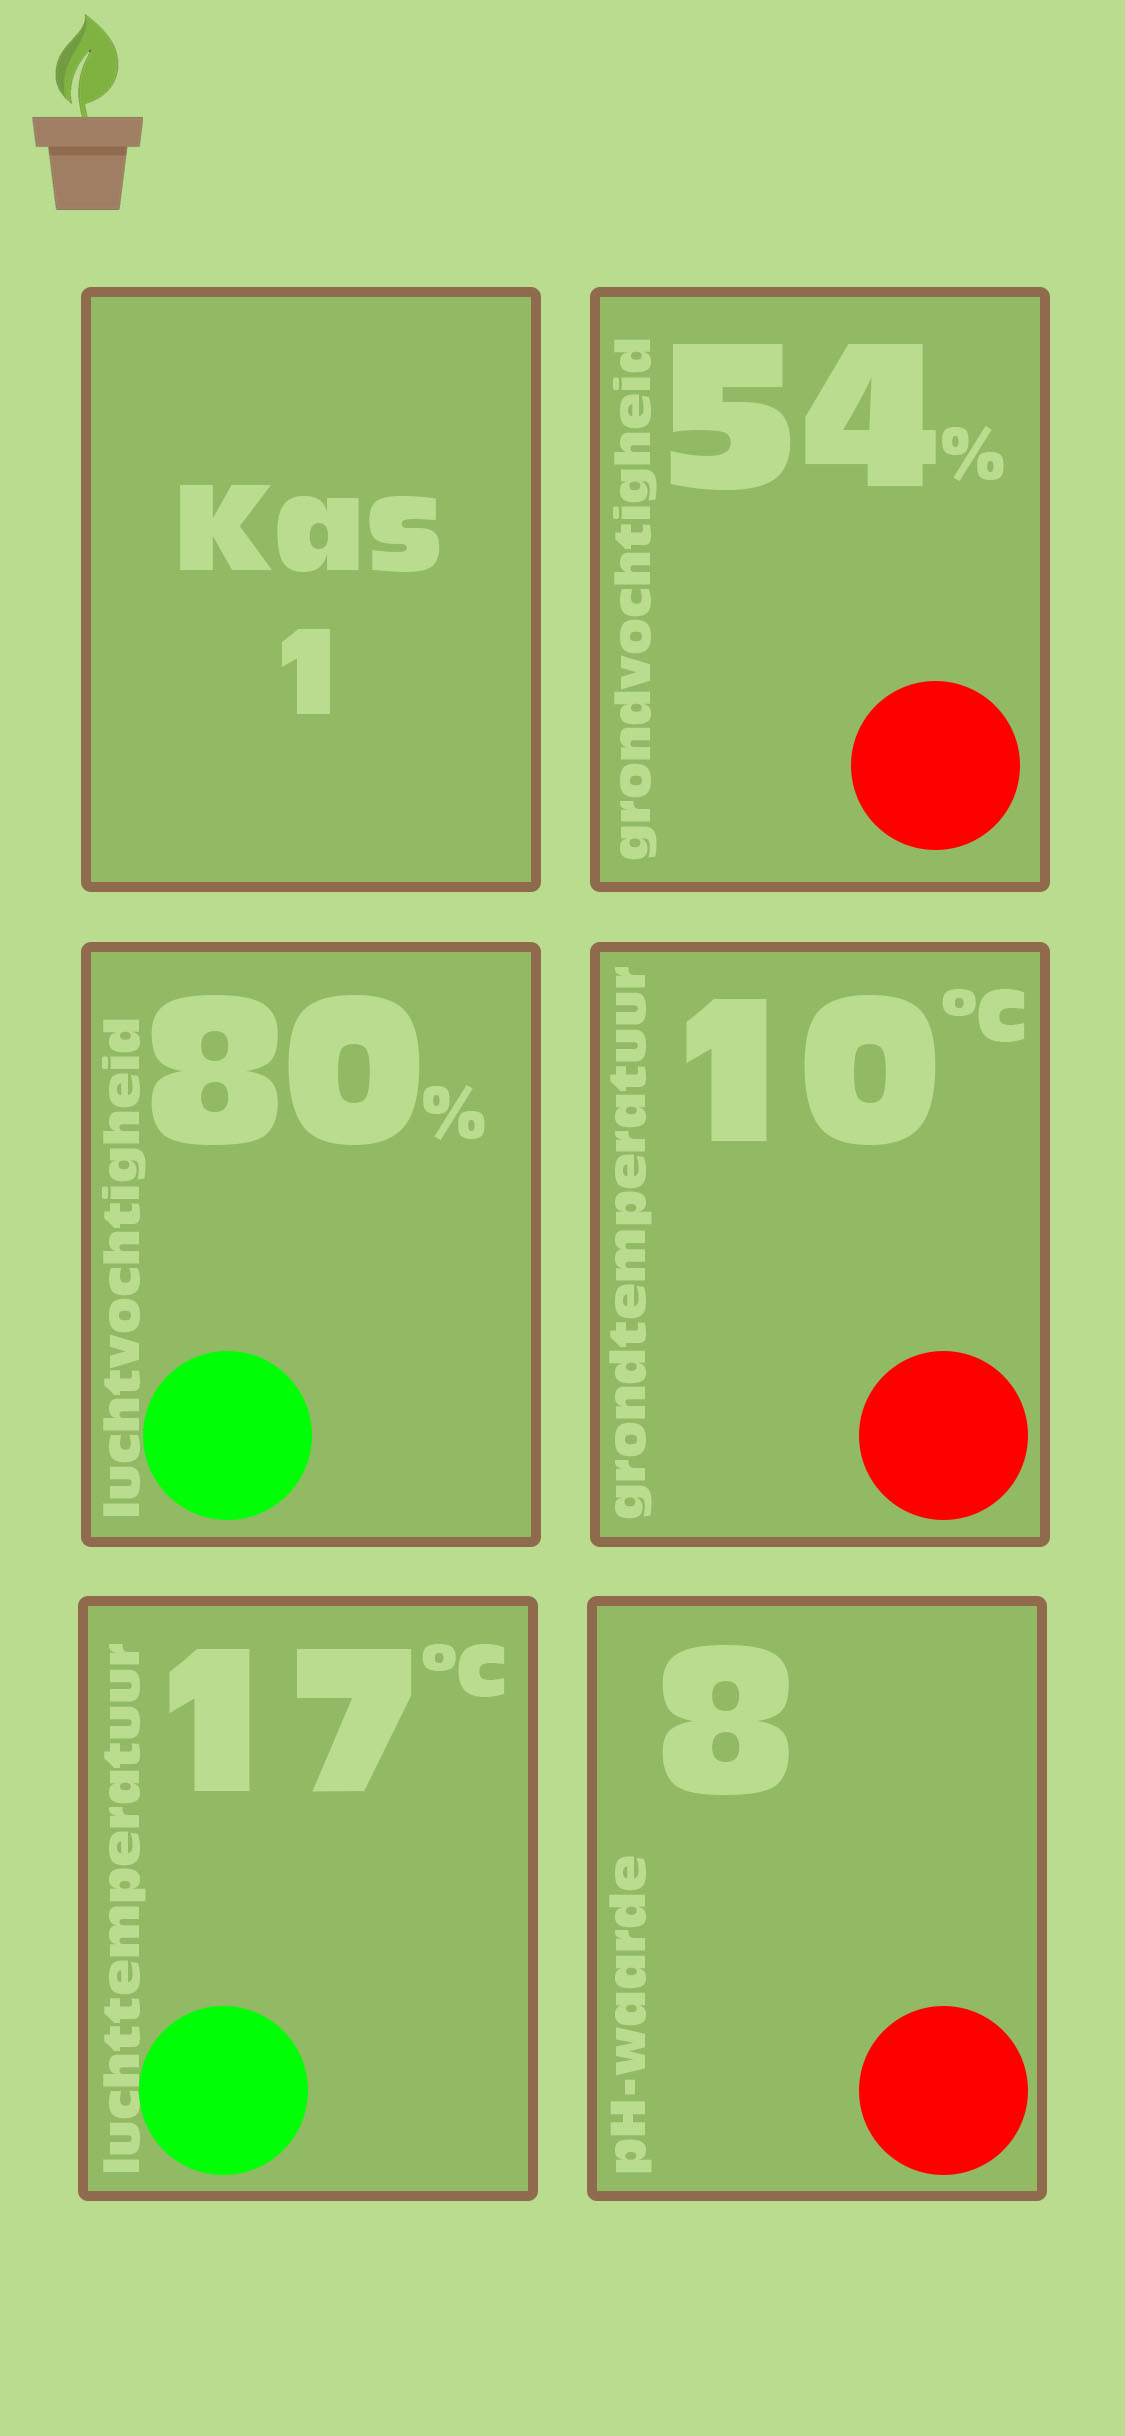 Kas
1
grondvochtigheid
54%
luchtvochtigheid
80%
grondtemperatuur
10°C
luchttemperatuur
17°C
pH-waarde
8